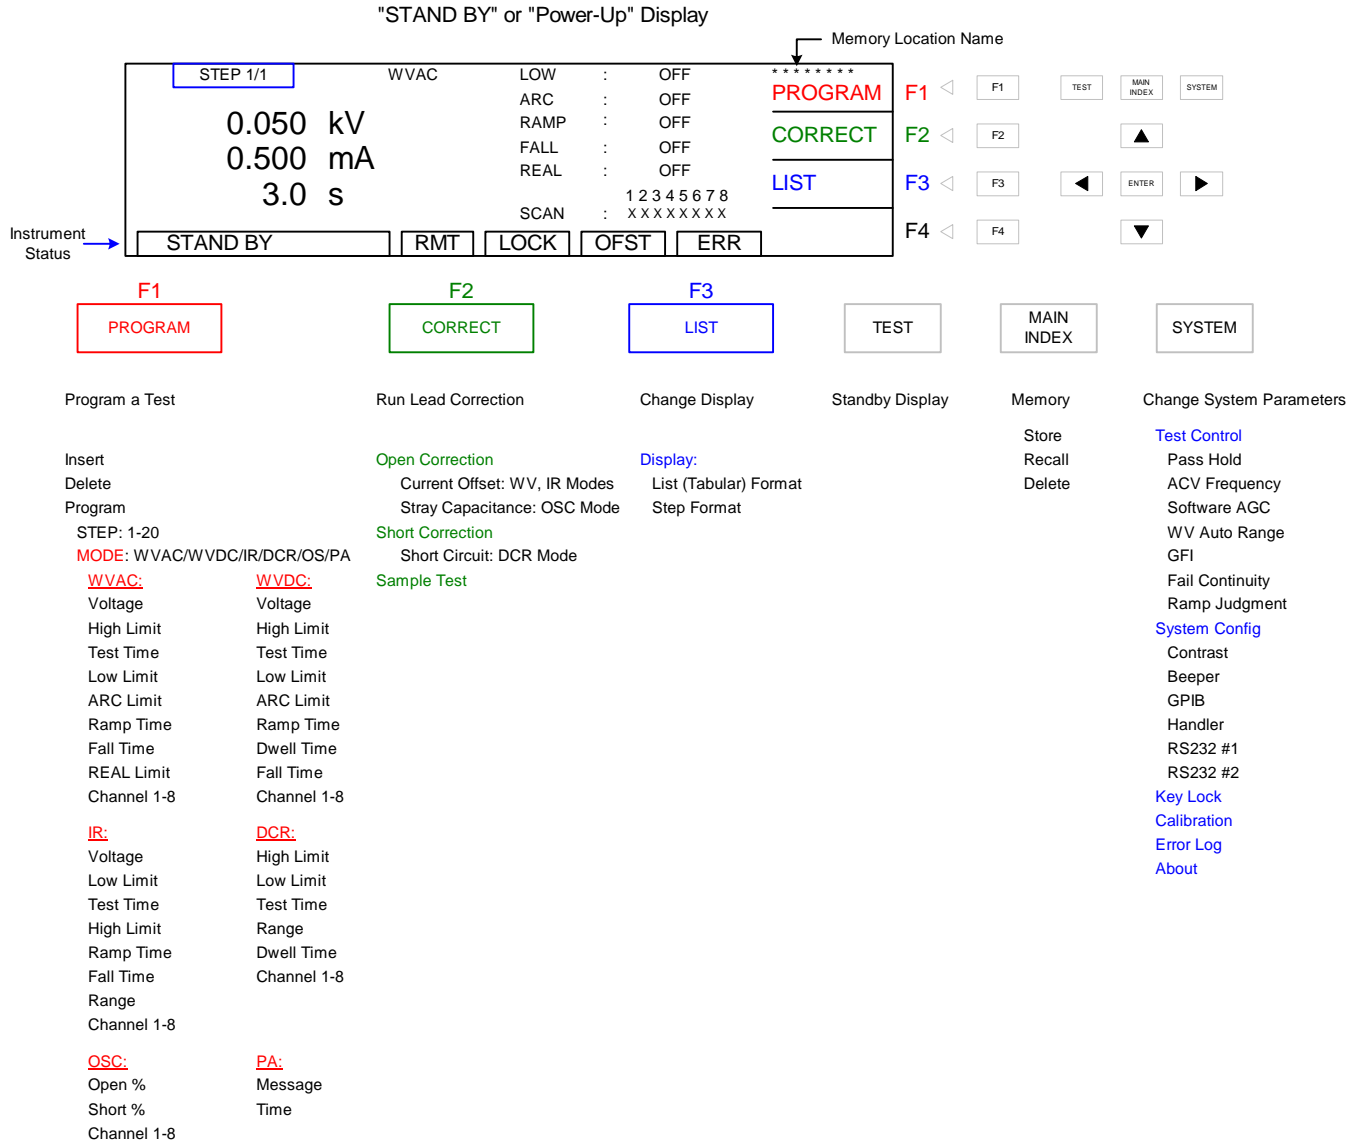 "STAND BY" or "Power-Up" Display
Memory Location Name
STEP 1/1 WVAC LOW : OFF * * * * * * * *
ARC : OFF PROGRAM F1 F1 TEST MAIN INDEX SYSTEM
0.050 kV RAMP : OFF
CORRECT F2 F2
0.500 mA FALL : OFF
REAL : OFF
LIST F3 F3 ENTER
3.0 s 1 2 3 4 5 6 7 8
SCAN : X X X X X X X X
F4 F4
Instrument Status
STAND BY RMT LOCK OFST ERR
F1 F2 F3
PROGRAM CORRECT LIST TEST MAIN INDEX SYSTEM
Program a Test Run Lead Correction Change Display Standby Display Memory Change System Parameters
Store Test Control
Insert Open Correction Display: Recall Pass Hold
Delete Current Offset: WV, IR Modes List (Tabular) Format Delete ACV Frequency
Program Stray Capacitance: OSC Mode Step Format Software AGC
STEP: 1-20 Short Correction WV Auto Range
MODE: WVAC/WVDC/IR/DCR/OS/PA Short Circuit: DCR Mode GFI
WVAC: WVDC: Sample Test Fail Continuity
Voltage Voltage Ramp Judgment
High Limit High Limit System Config
Test Time Test Time Contrast
Low Limit Low Limit Beeper
ARC Limit ARC Limit GPIB
Ramp Time Ramp Time Handler
Fall Time Dwell Time RS232 #1
REAL Limit Fall Time RS232 #2
Channel 1-8 Channel 1-8 Key Lock
IR: DCR: Calibration
Voltage High Limit Error Log
Low Limit Low Limit About
Test Time Test Time
High Limit Range
Ramp Time Dwell Time
Fall Time Channel 1-8
Range
Channel 1-8
OSC: PA:
Open % Message
Short % Time
Channel 1-8